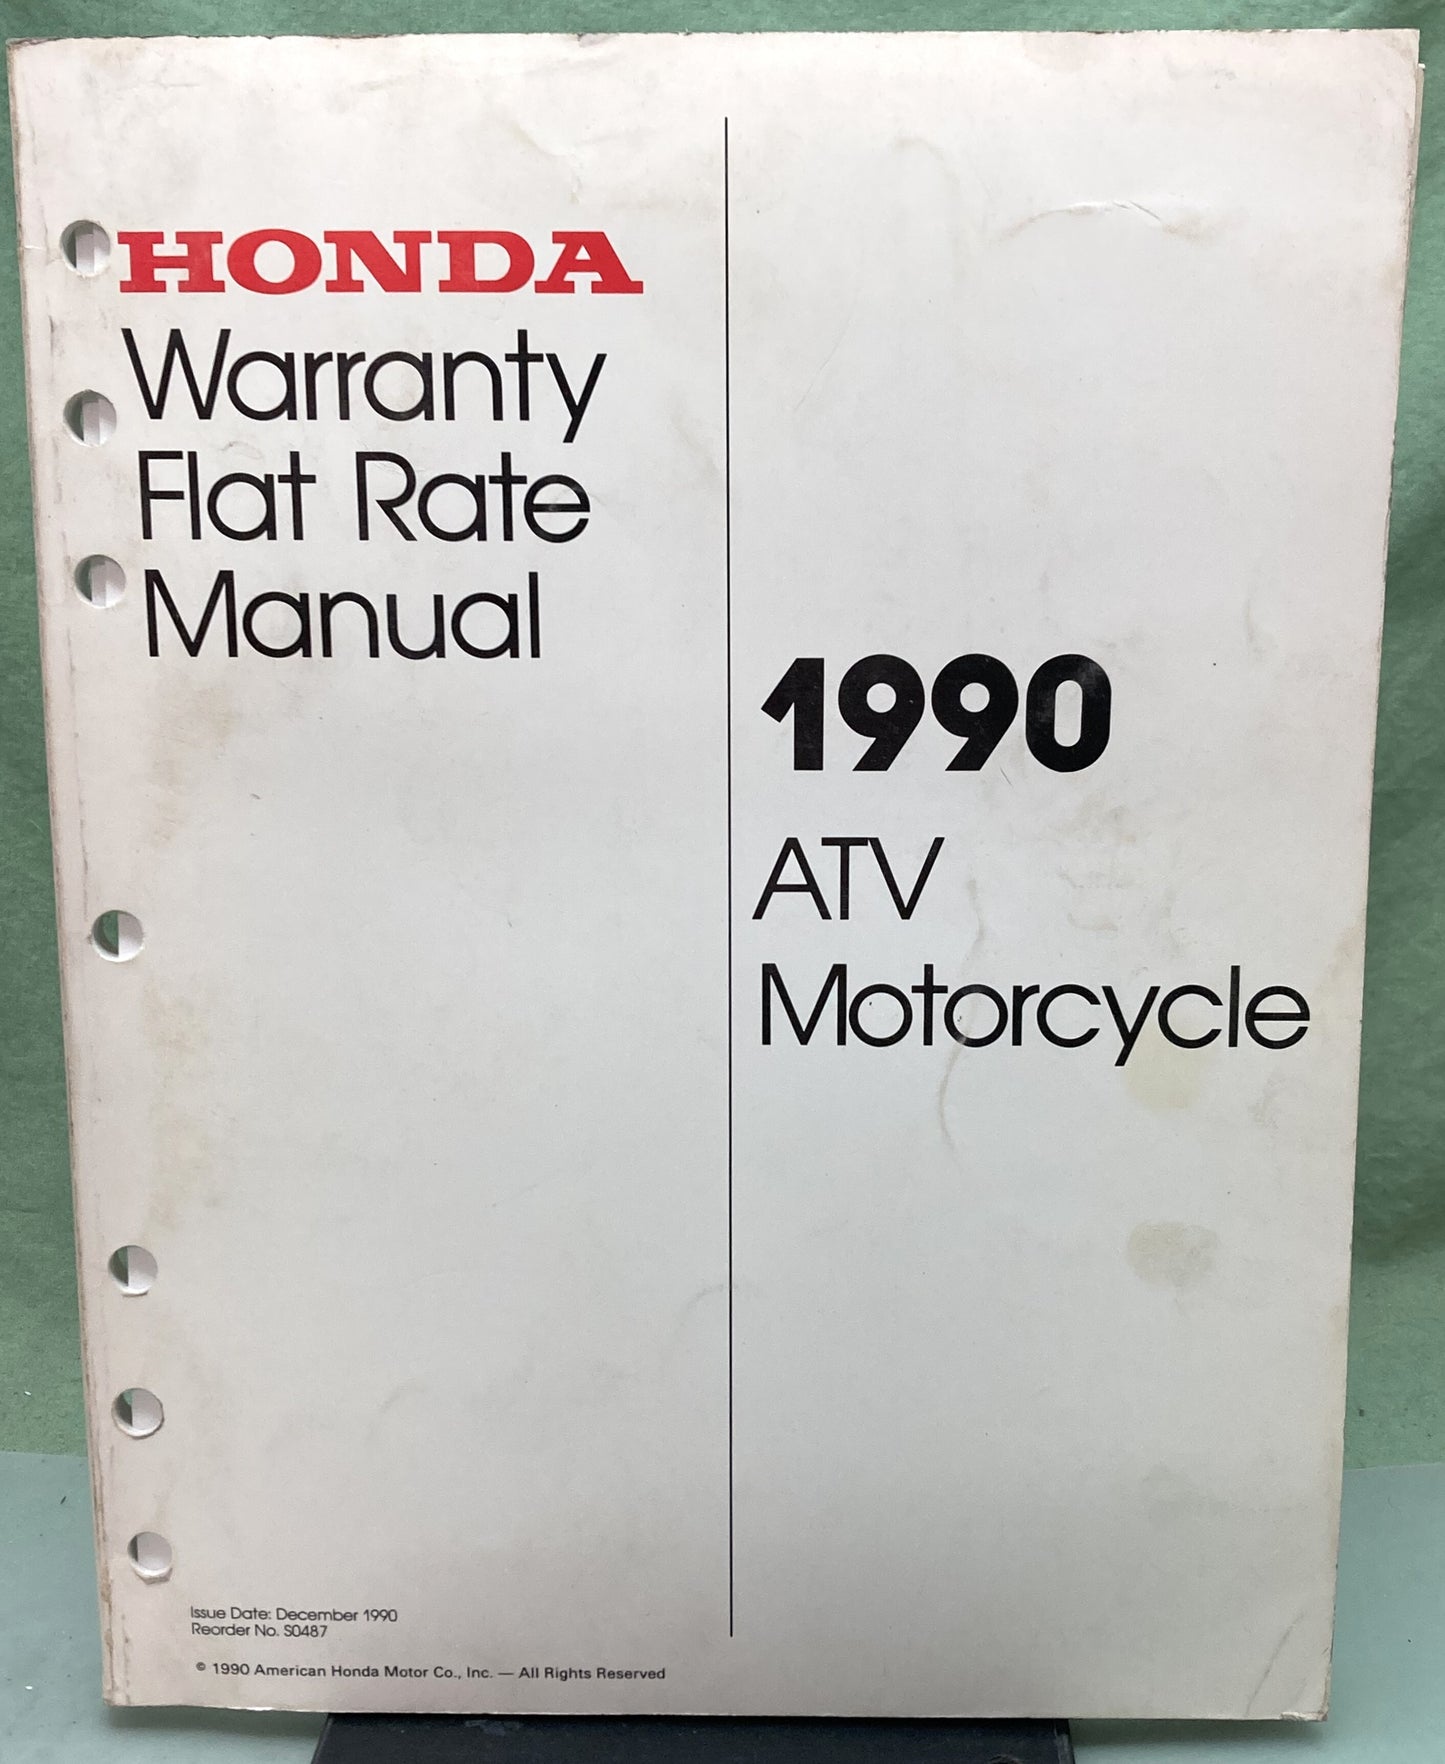 HONDA
Warranty
Flat Rate
Manual
1990
ATV
Motorcycle
Issue Date: December 1990
Reorder No. S0487
© 1990 American Honda Motor Co., Inc. — All Rights Reserved